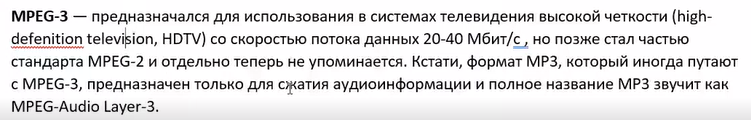 MPEG-3 — предназначался для использования в системах телевидения высокой четкости (high-
defenition television, HDTV) со скоростью потока данных 20-40 Мбит/с , но позже стал частью
стандарта MPEG-2 и отдельно теперь не упоминается. Кстати, формат MP3, который иногда путают
с MPEG-3, предназначен только для сжатия аудиоинформации и полное название MP3 звучит как
MPEG-Audio Layer-3.